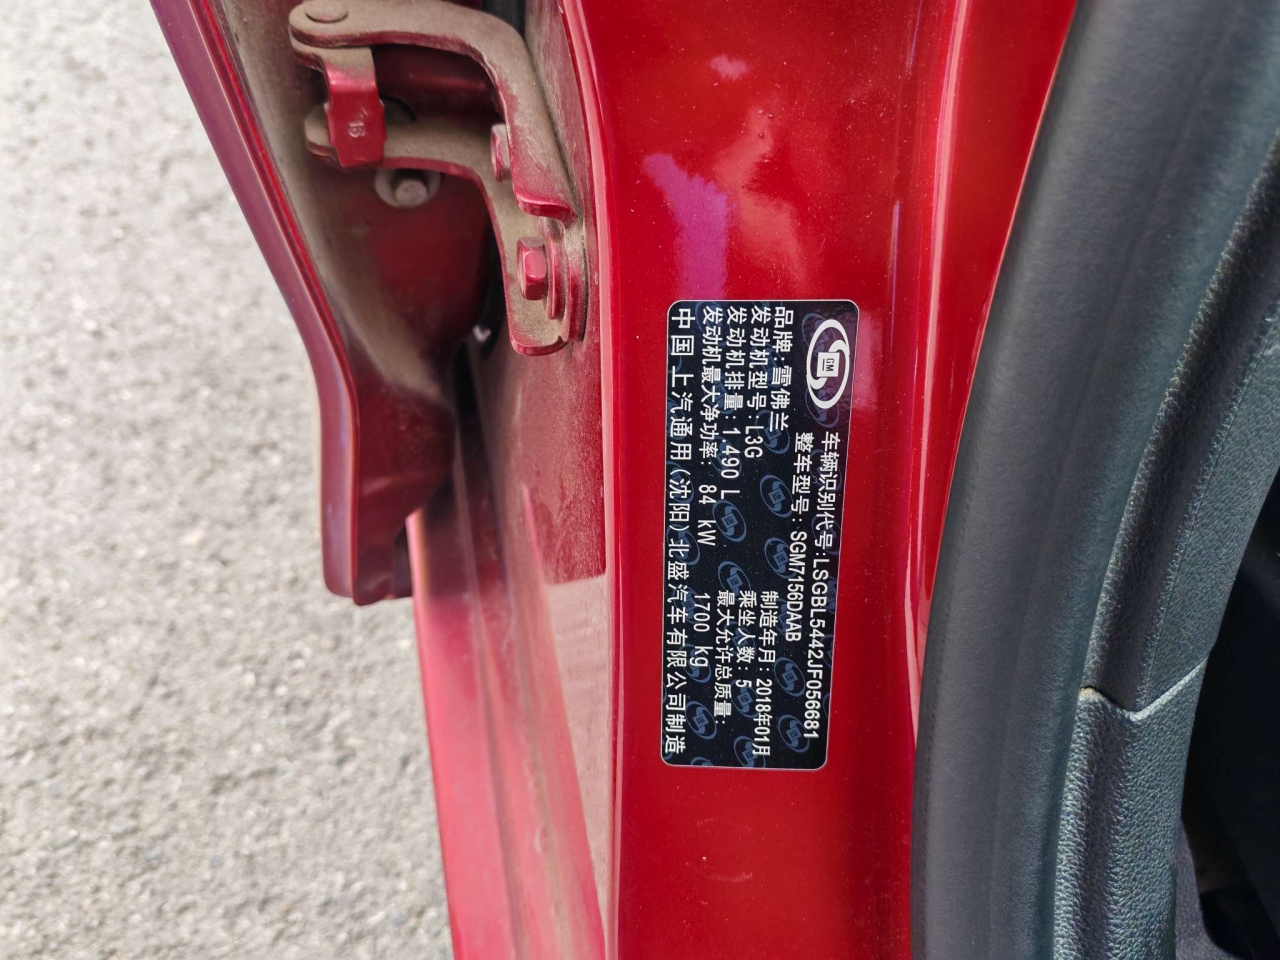 GM
车辆识别代号:LSGBL5442JF056681
整车型号:SGM7156DAAB
品牌:雪佛兰
发动机型号:L3G 制造年月:2018年01月
发动机排量:1.490 L 乘坐人数:5
发动机最大净功率: 84 kW 最大允许总质量: 1700 kg
中国 上汽通用(沈阳)北盛汽车有限公司制造